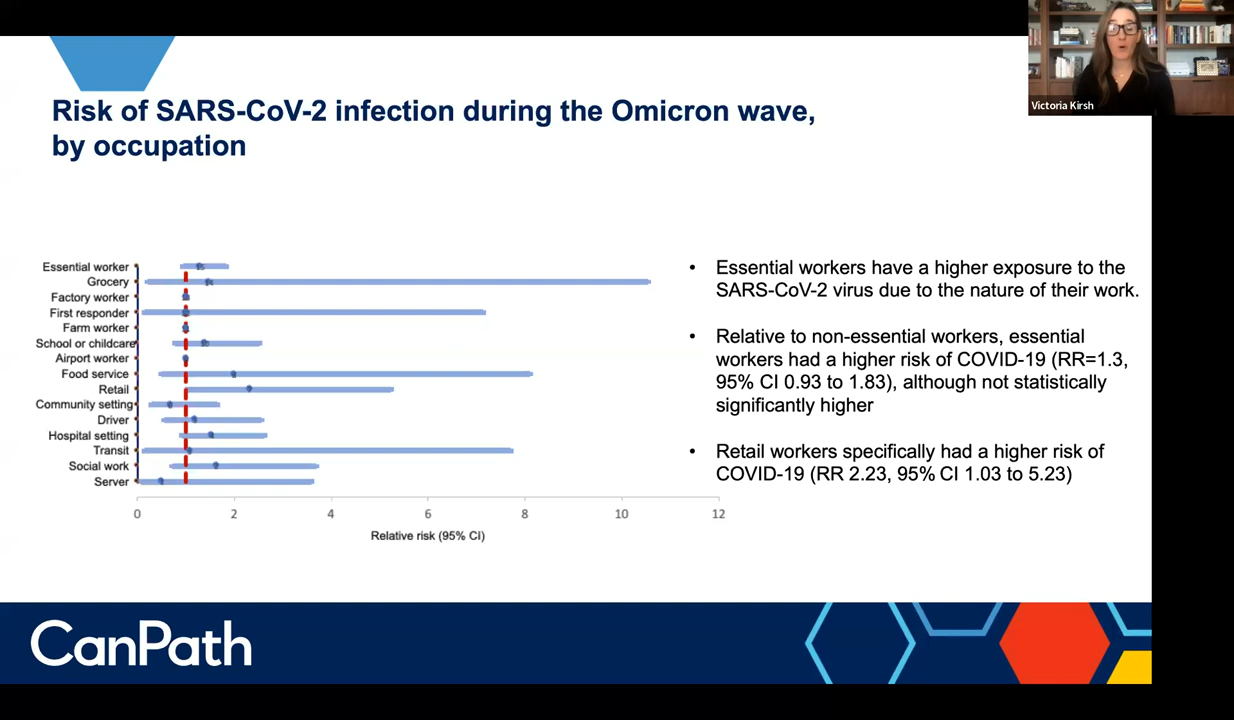 Victoria Kirsh
Risk of SARS-CoV-2 infection during the Omicron wave,
by occupation
Essential worker
Grocery
Factory worker
First responder
Farm worker
School or childcare
Airport worker
Food service
Retail
Community setting
Driver
Hospital setting
Transit
Social work
Server
0 2 4 6 8 10 12
Relative risk (95% CI)
• Essential workers have a higher exposure to the
SARS-CoV-2 virus due to the nature of their work.
• Relative to non-essential workers, essential
workers had a higher risk of COVID-19 (RR=1.3,
95% CI 0.93 to 1.83), although not statistically
significantly higher
• Retail workers specifically had a higher risk of
COVID-19 (RR 2.23, 95% CI 1.03 to 5.23)
CanPath